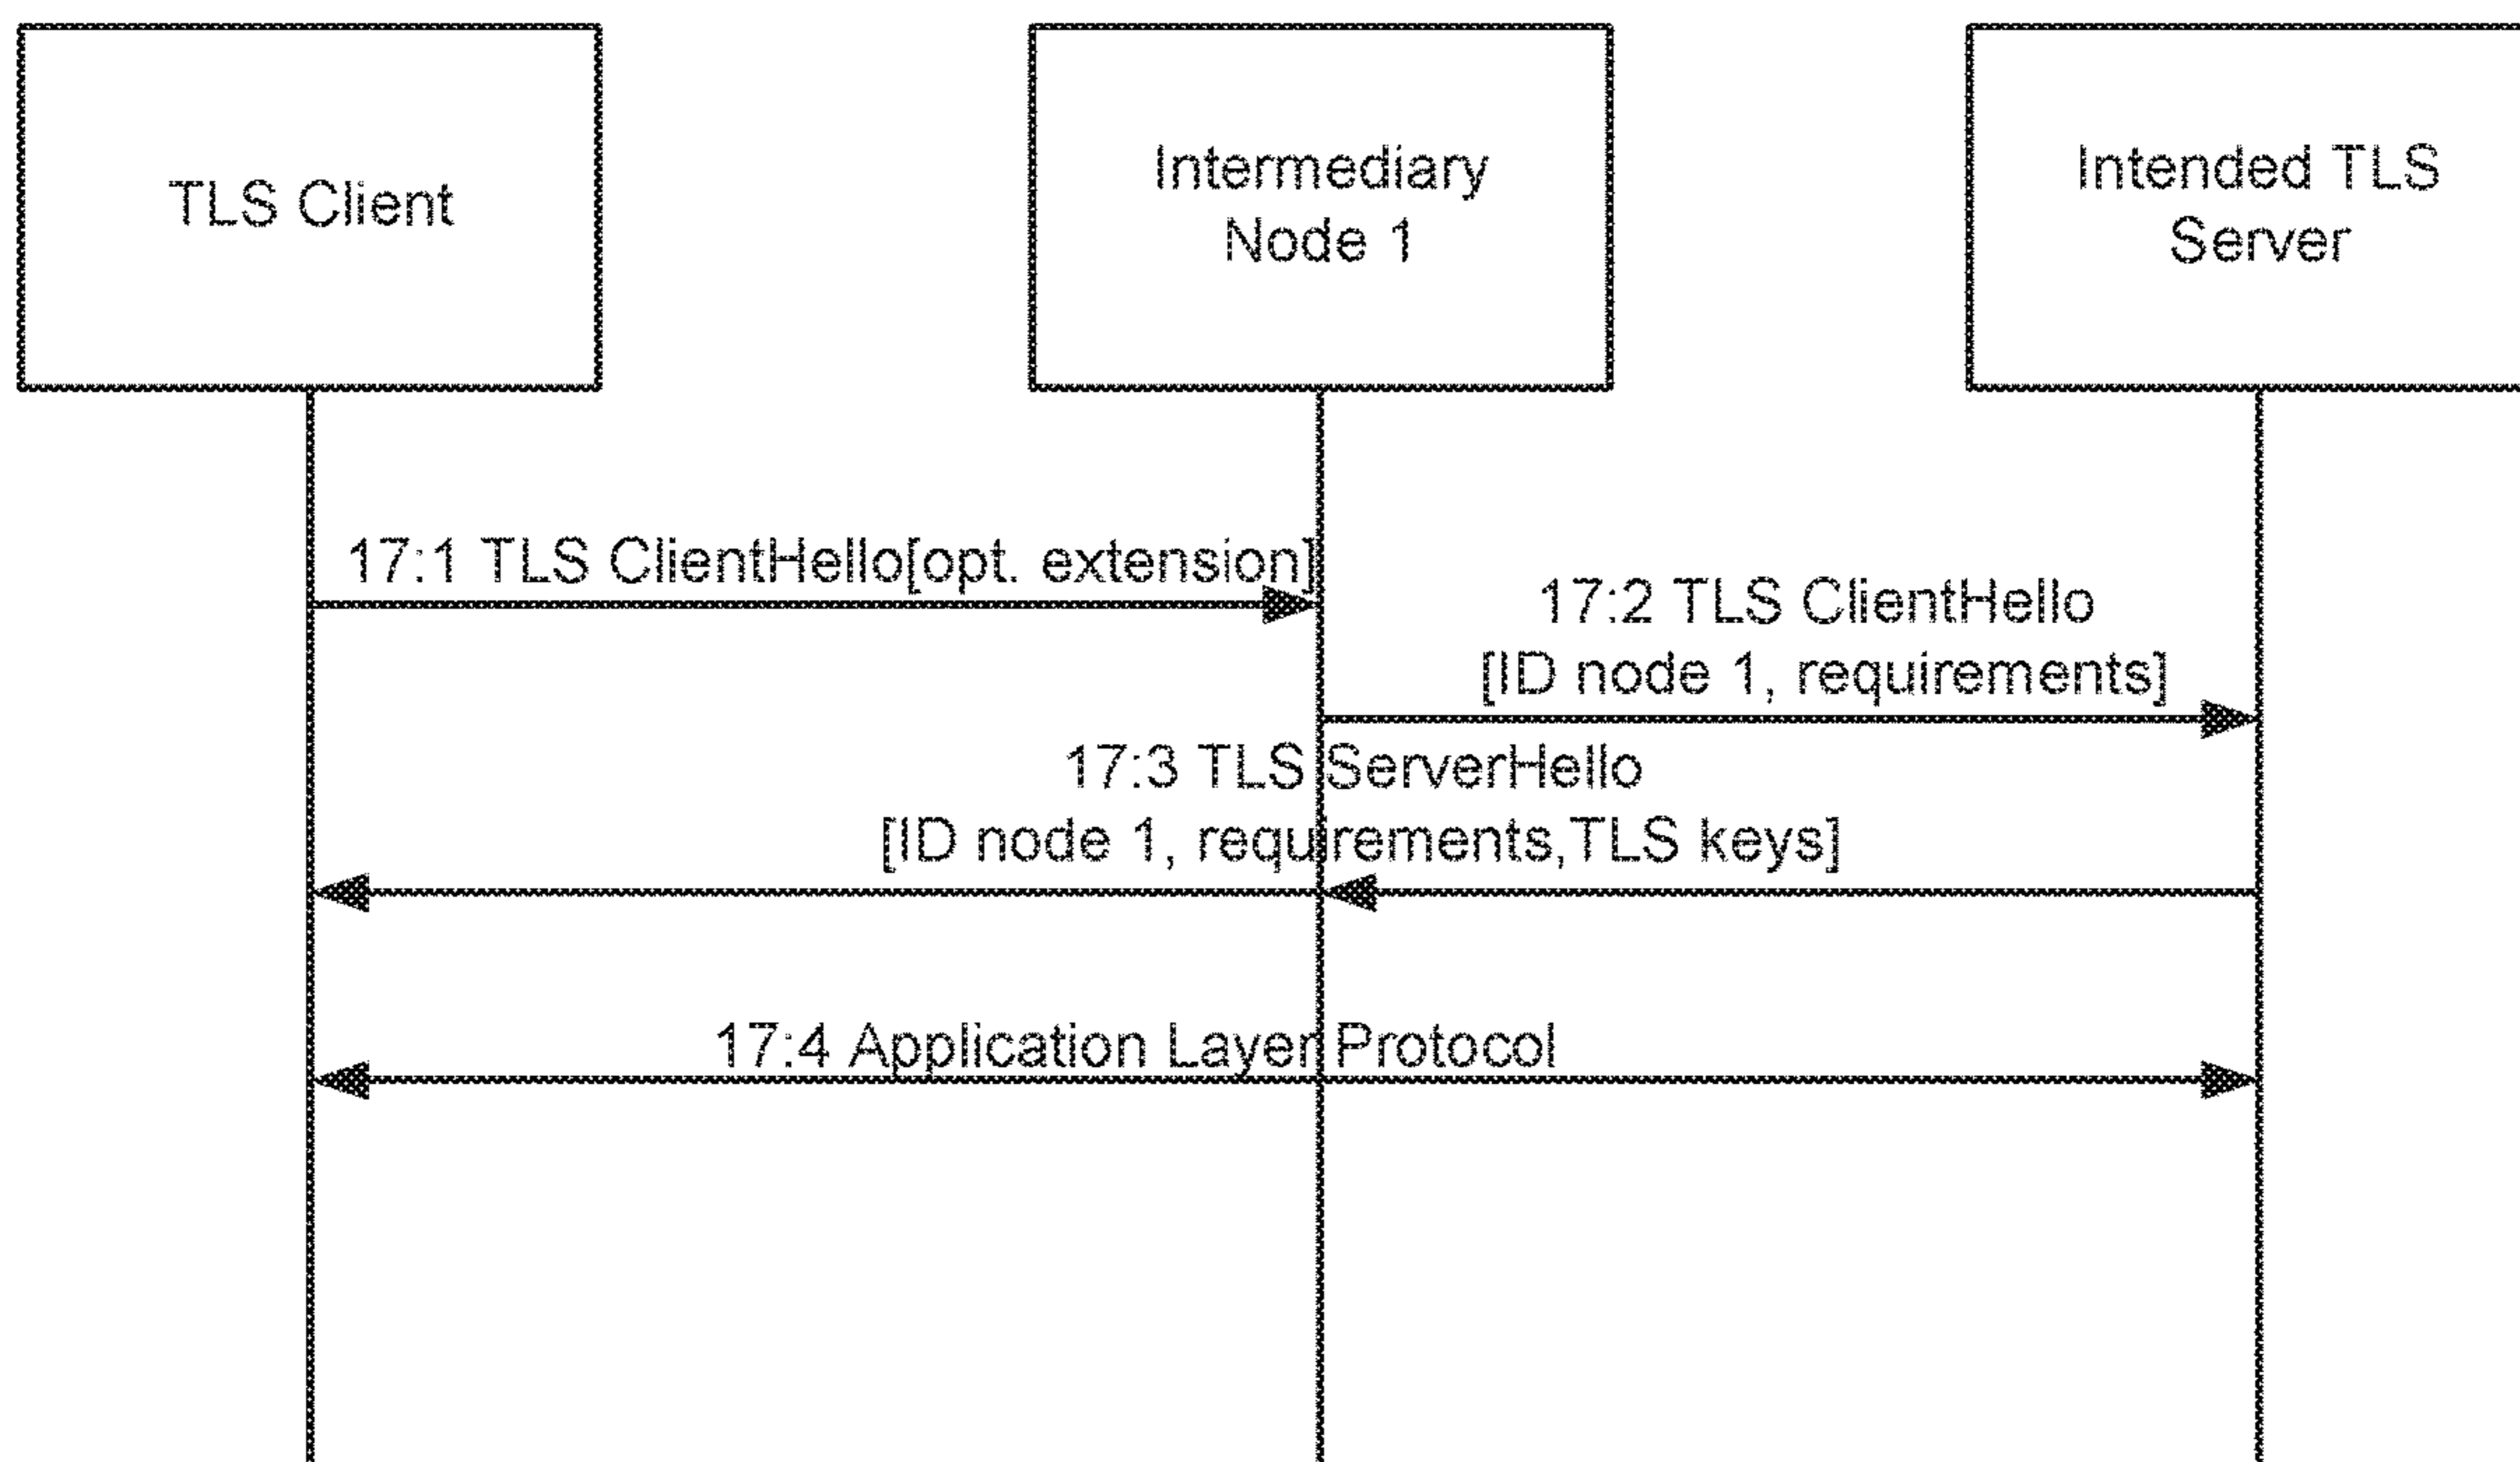 TLS Client
Intermediary
Node 1
Intended TLS
Server
17:1 TLS ClientHello[opt. extension]
17:2 TLS ClientHello
[ID node 1, requirements]
17:3 TLS ServerHello
[ID node 1, requirements,TLS keys]
17:4 Application Layer Protocol